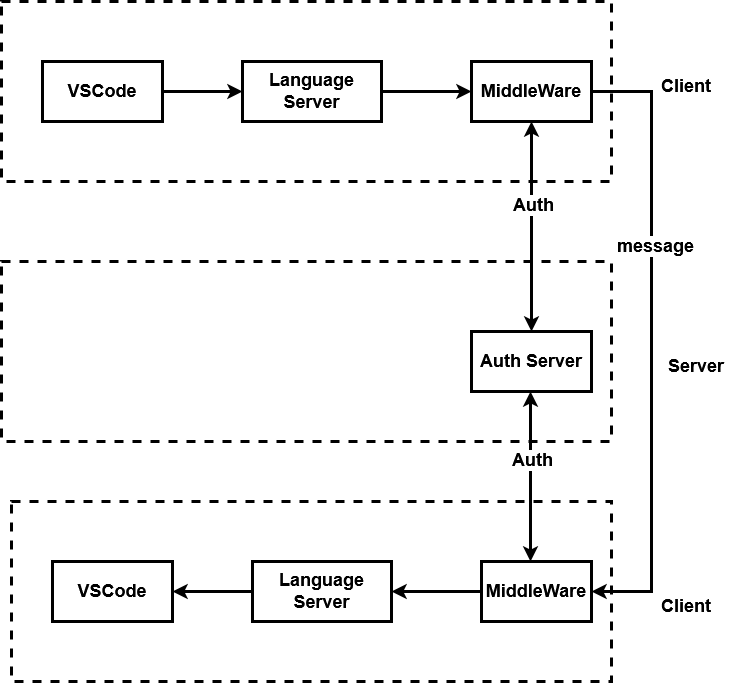 VSCode
Language
Server
MiddleWare
Client
Auth
message
Auth Server
Server
Auth
VSCode
Language
Server
MiddleWare
Client